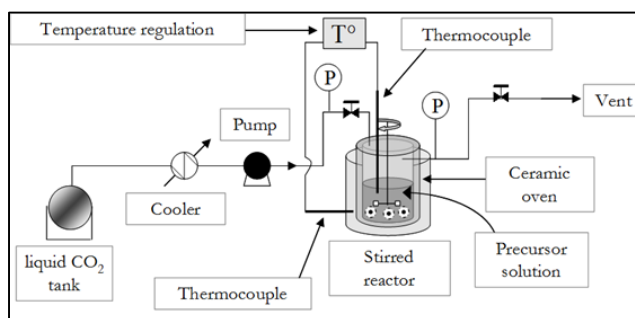 Temperature regulation
T°
Thermocouple
P
P
Pump
Vent
Cooler
Ceramic
oven
liquid CO₂
tank
Stirred
reactor
Precursor
solution
Thermocouple